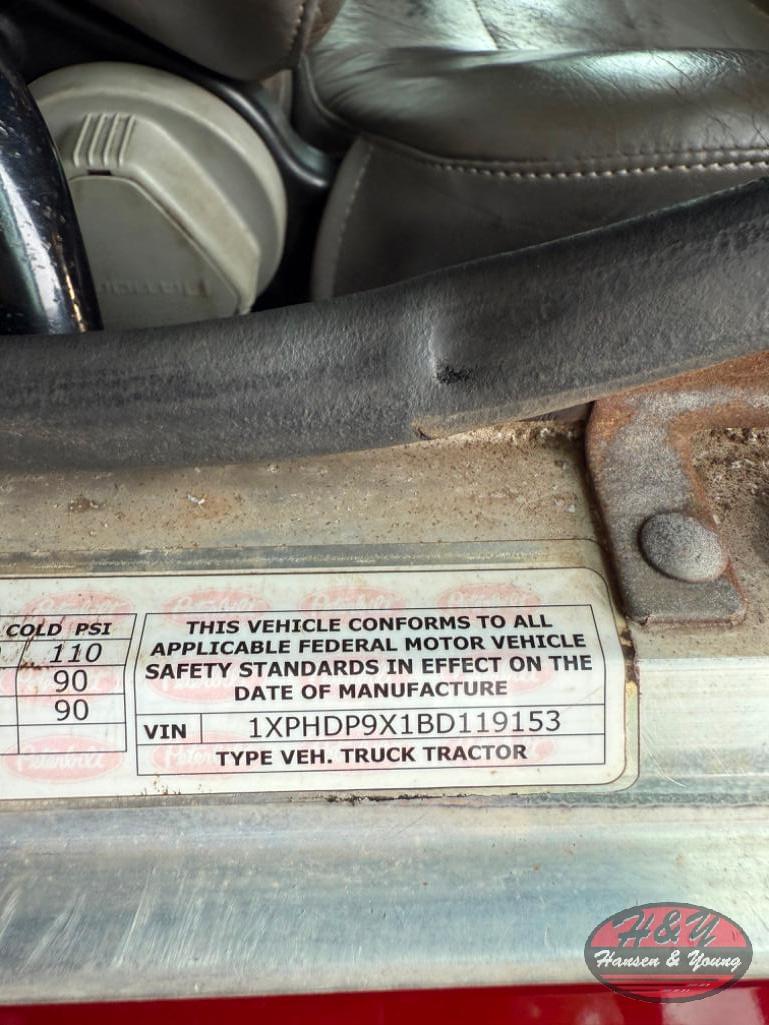 COLD PSI
110
90
90
THIS VEHICLE CONFORMS TO ALL
APPLICABLE FEDERAL MOTOR VEHICLE
SAFETY STANDARDS IN EFFECT ON THE
DATE OF MANUFACTURE
VIN 1XPHDP9X1BD119153
TYPE VEH. TRUCK TRACTOR
Peterbilt
H&Y
Hansen & Young